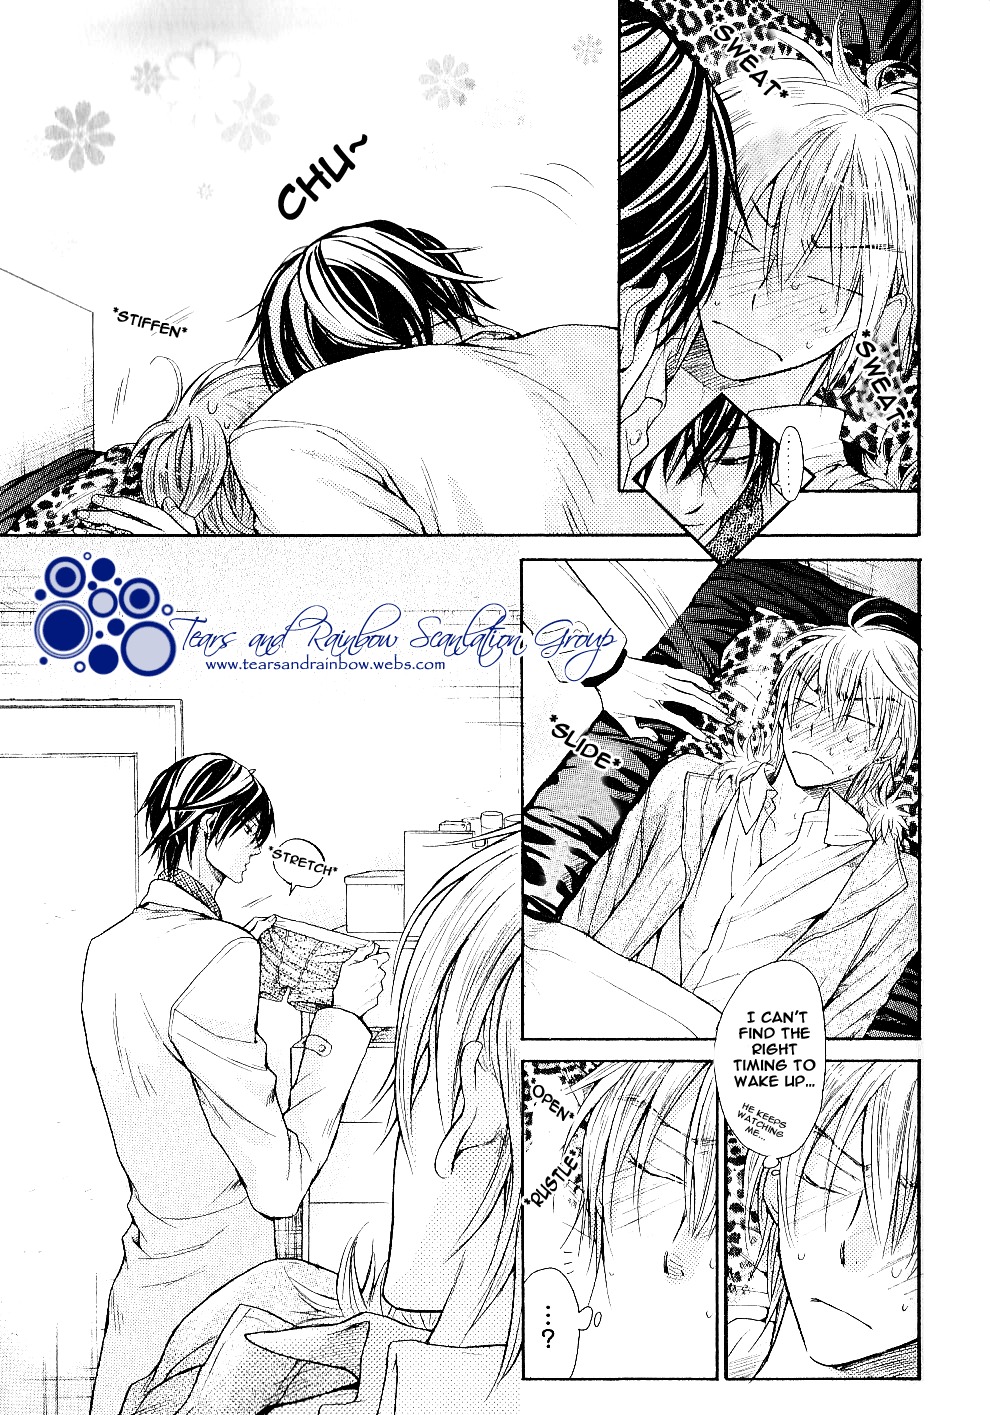 *SWEAT*
*SWEAT*
......
CHU~
*STIFFEN*
Tears and Rainbow Scanlation Group
www.tearsandrainbow.webs.com
*SLIDE*
I CAN'T
FIND THE
RIGHT
TIMING TO
WAKE UP...
HE KEEPS
WATCHING
ME...
*OPEN*
*RUSTLE*
...?
*STRETCH*